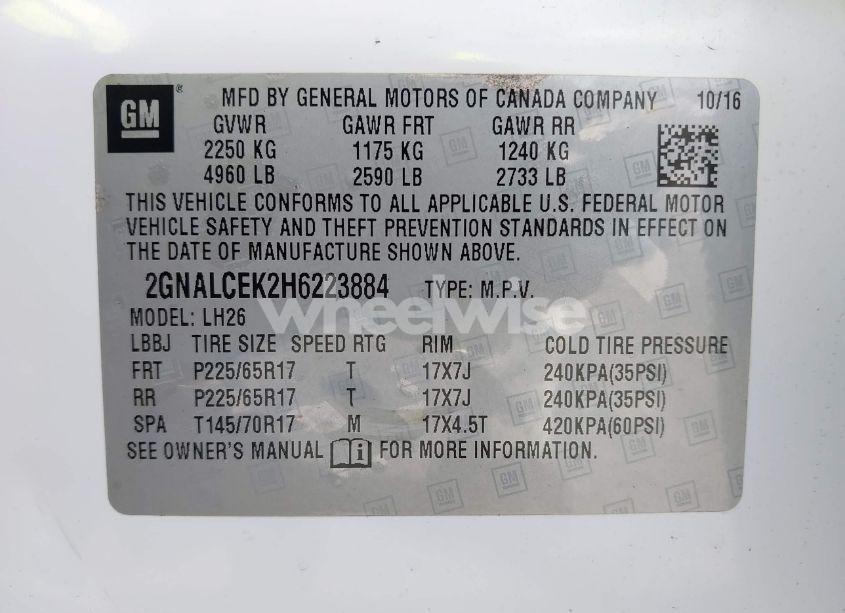 GM® MFD BY GENERAL MOTORS OF CANADA COMPANY 10/16
GVWR GAWR FRT GAWR RR
2250 KG 1175 KG 1240 KG
4960 LB 2590 LB 2733 LB
THIS VEHICLE CONFORMS TO ALL APPLICABLE U.S. FEDERAL MOTOR
VEHICLE SAFETY AND THEFT PREVENTION STANDARDS IN EFFECT ON
THE DATE OF MANUFACTURE SHOWN ABOVE.
2GNALCEK2H6223884 TYPE: M.P.V.
wheelwise
MODEL: LH26
LBBJ TIRE SIZE SPEED RTG RIM COLD TIRE PRESSURE
FRT P225/65R17 T 17X7J 240KPA(35PSI)
RR P225/65R17 T 17X7J 240KPA(35PSI)
SPA T145/70R17 M 17X4.5T 420KPA(60PSI)
SEE OWNER'S MANUAL FOR MORE INFORMATION.